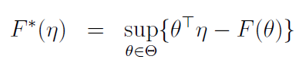 F*(η) = sup_{θ∈Θ} {θ^⊤η − F(θ)}